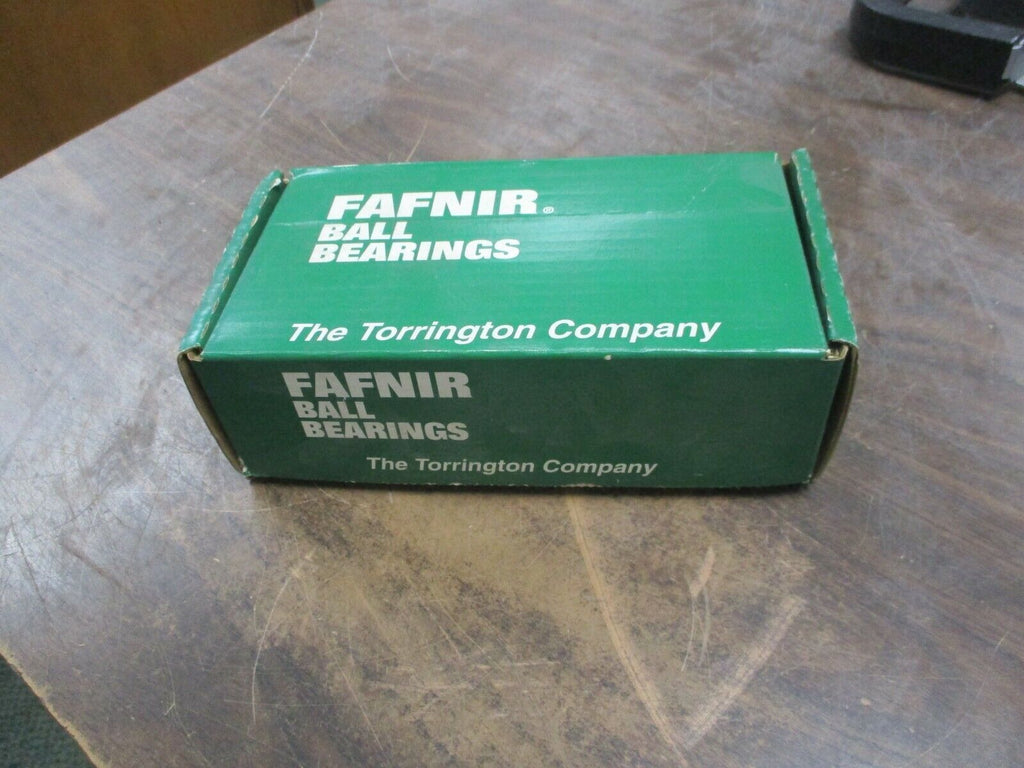 FAFNIR®
BALL
BEARINGS
The Torrington Company
FAFNIR
BALL
BEARINGS
The Torrington Company